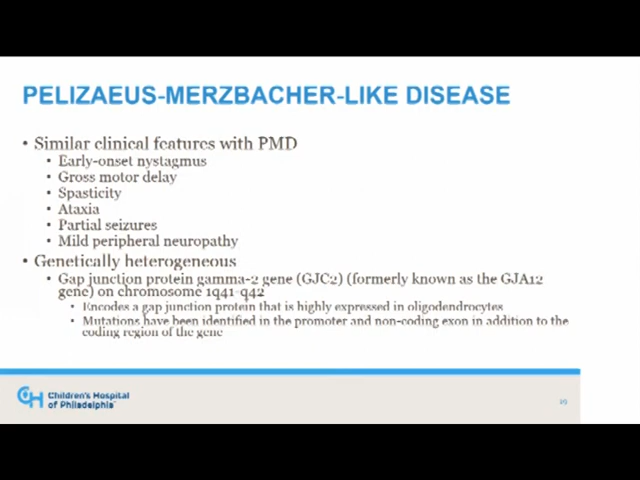 PELIZAEUS-MERZBACHER-LIKE DISEASE
• Similar clinical features with PMD
• Early-onset nystagmus
• Gross motor delay
• Spasticity
• Ataxia
• Partial seizures
• Mild peripheral neuropathy
• Genetically heterogeneous
• Gap junction protein gamma-2 gene (GJC2) (formerly known as the GJA12
gene) on chromosome 1q41-q42
• Encodes a gap junction protein that is highly expressed in oligodendrocytes
• Mutations have been identified in the promoter and non-coding exon in addition to the
coding region of the gene
CH Children's Hospital
of Philadelphia